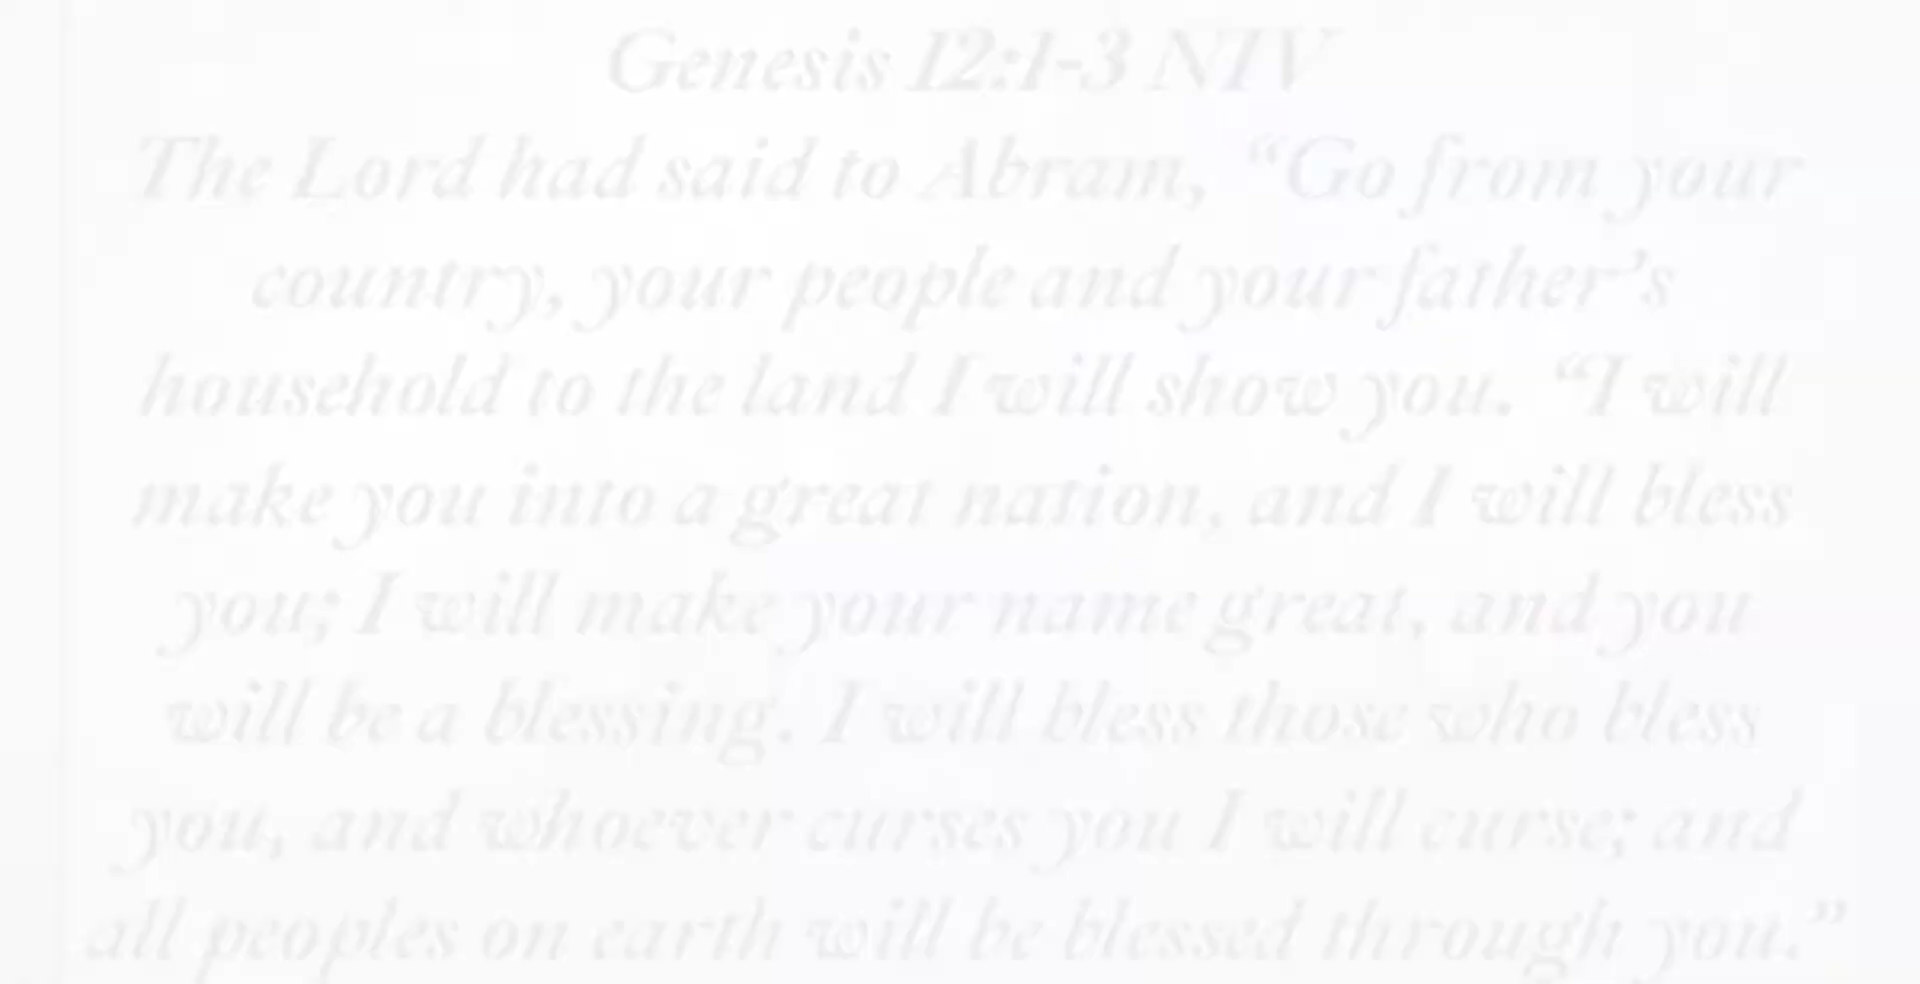 Genesis 12:1-3 NIV
The Lord had said to Abram, “Go from your
country, your people and your father’s
household to the land I will show you. “I will
make you into a great nation, and I will bless
you; I will make your name great, and you
will be a blessing. I will bless those who bless
you, and whoever curses you I will curse; and
all peoples on earth will be blessed through you.”